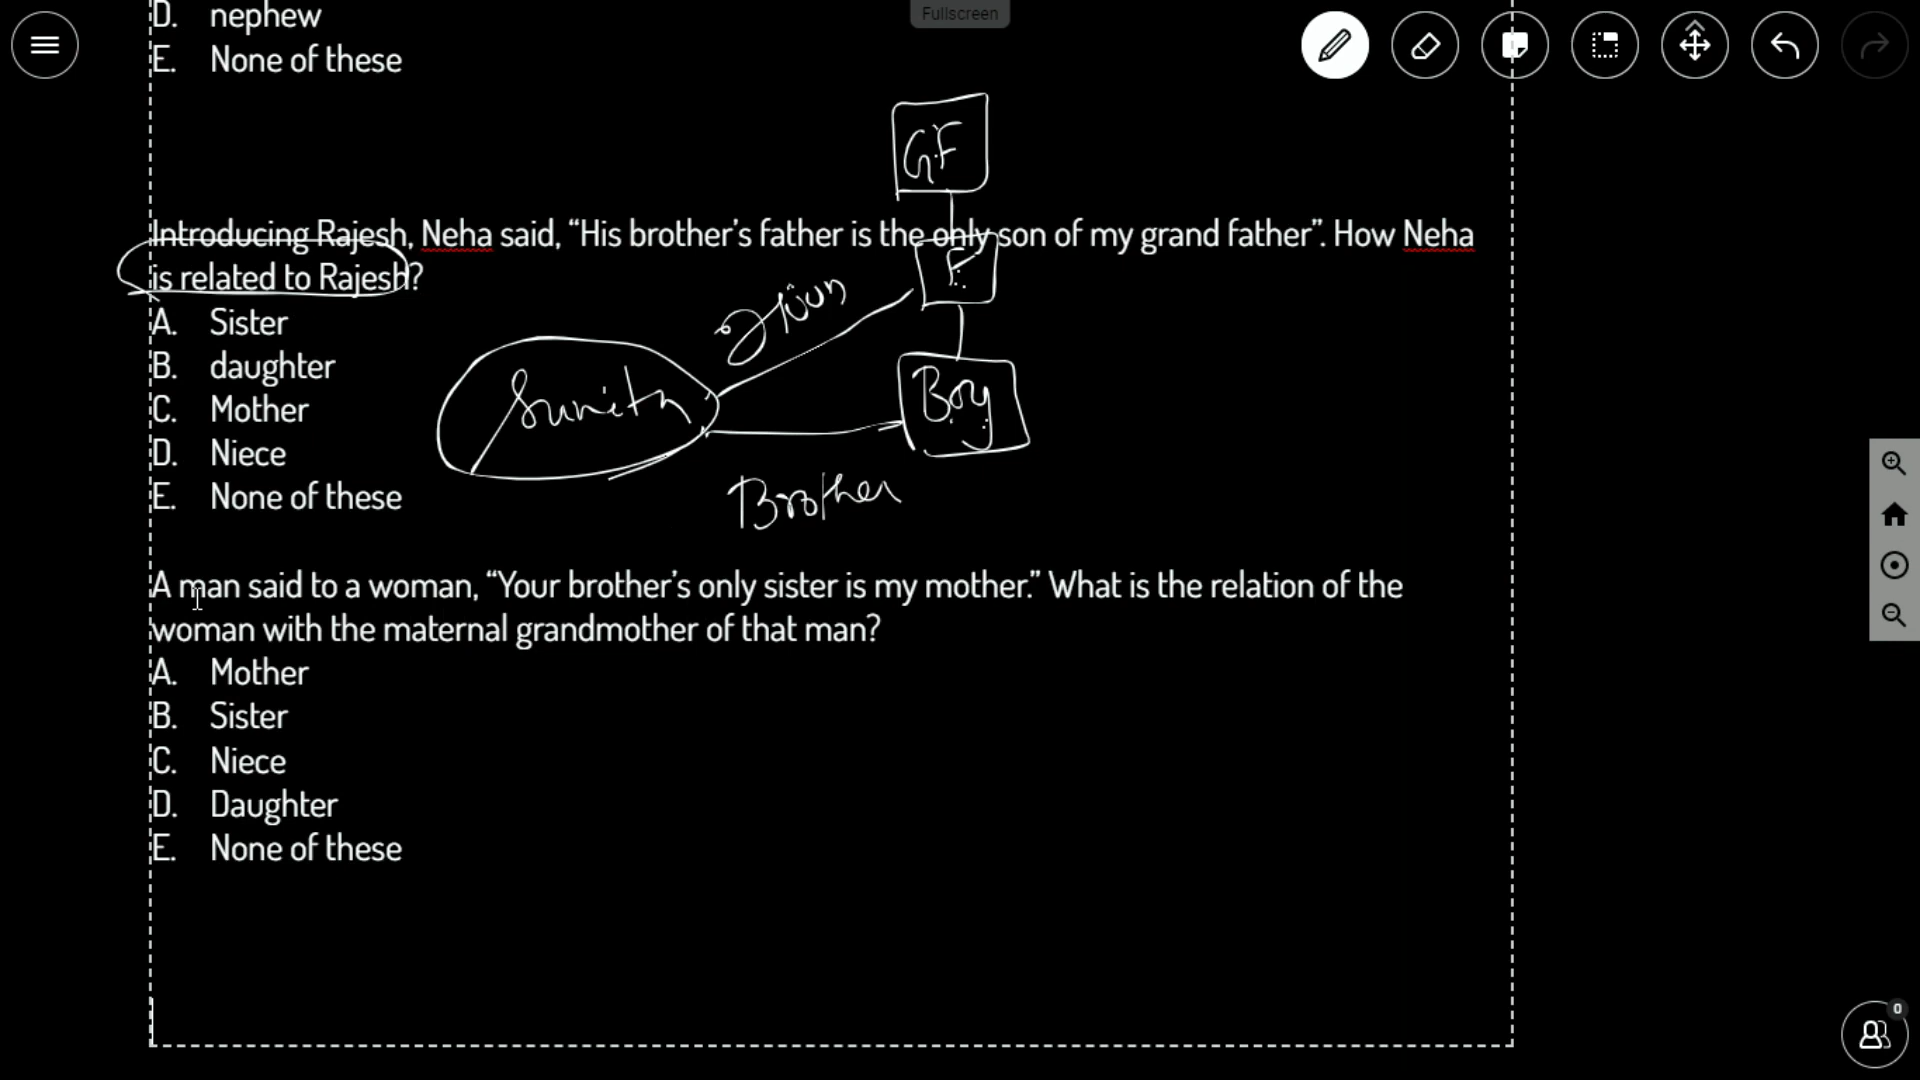 D. nephew
Fullscreen
E. None of these
GF
Introducing Rajesh, Neha said, “His brother’s father is the only son of my grand father”. How Neha
is related to Rajesh?
F
A. Sister
B. daughter
Boy
C. Mother
Sunita
D. Niece
E. None of these
Brother
A man said to a woman, “Your brother’s only sister is my mother.” What is the relation of the
woman with the maternal grandmother of that man?
A. Mother
B. Sister
C. Niece
D. Daughter
E. None of these
0